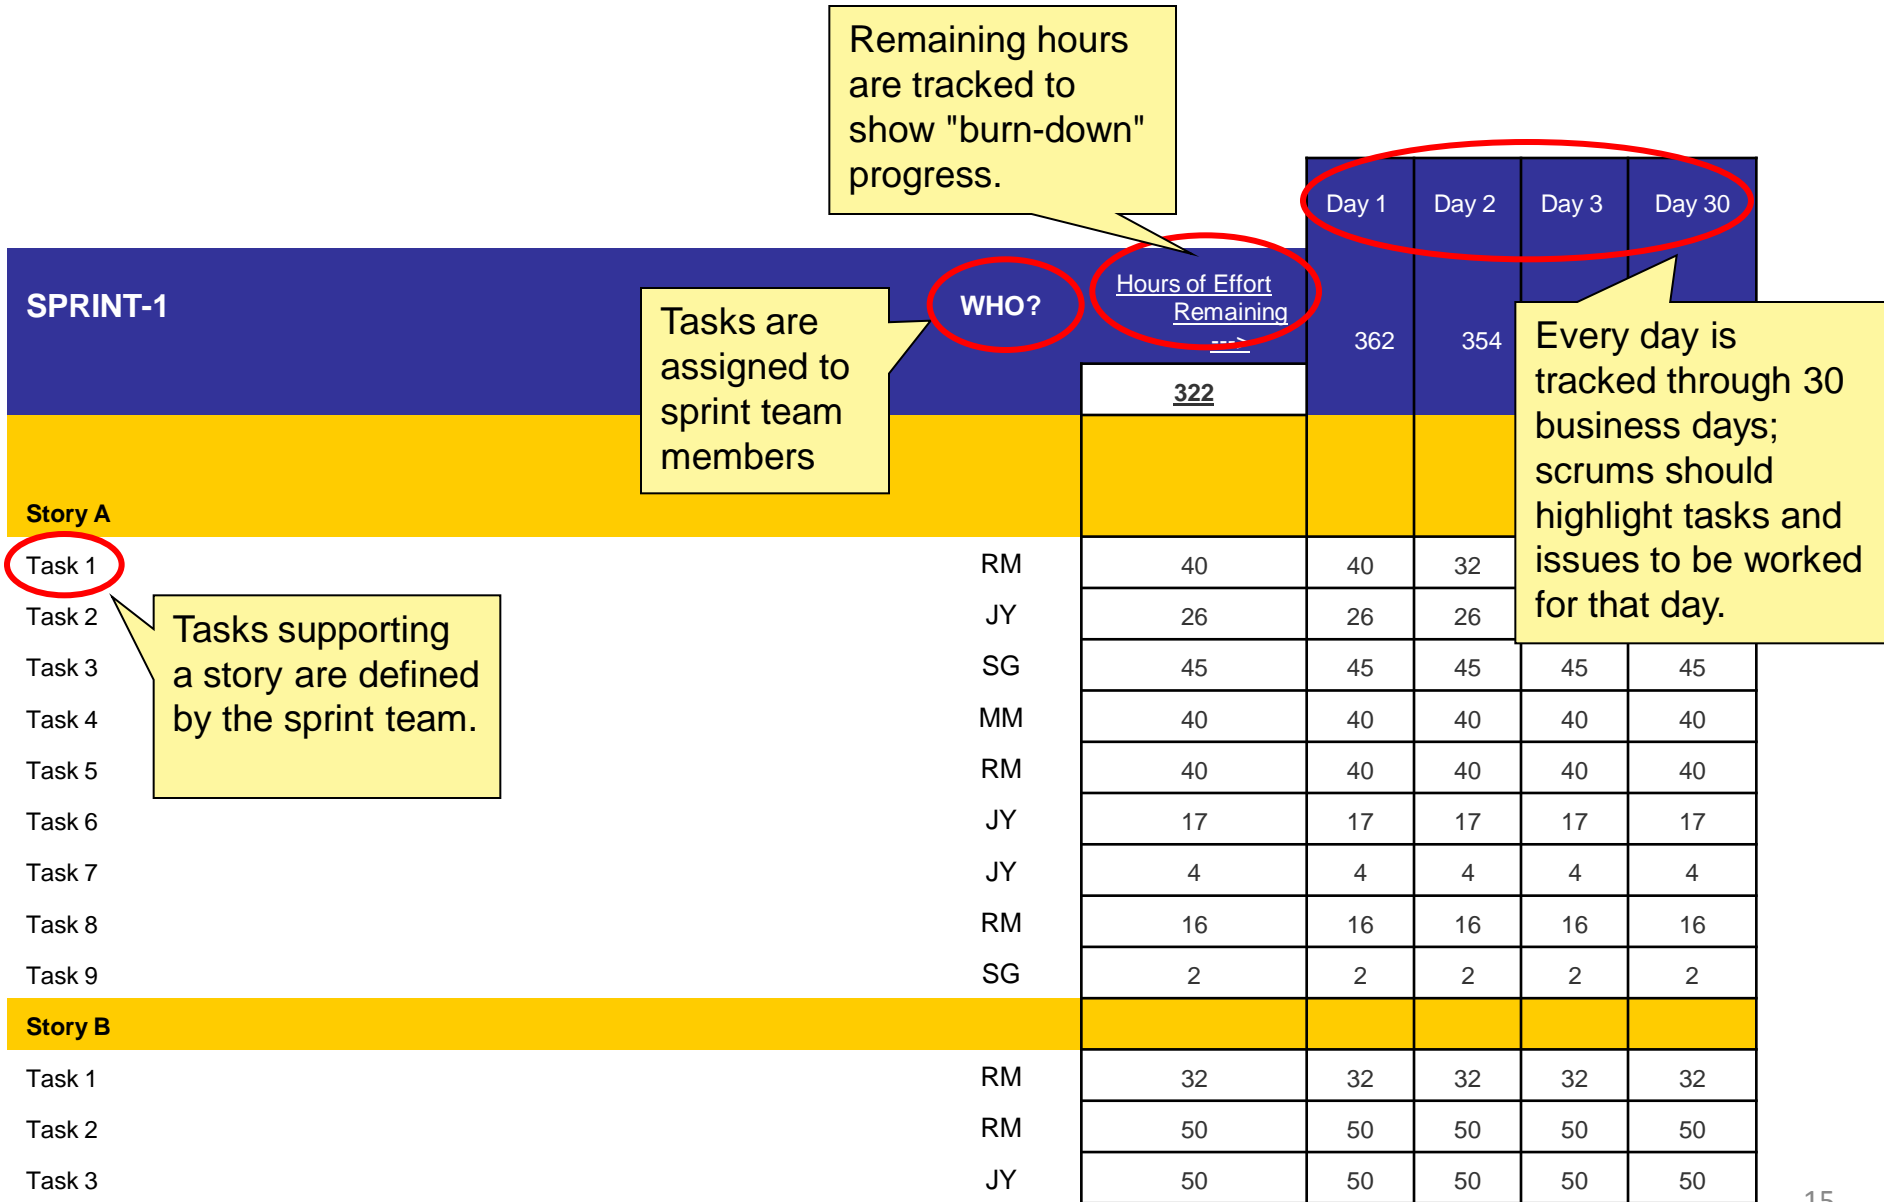 Remaining hours
are tracked to
show "burn-down"
progress.
Day 1 Day 2 Day 3 Day 30
SPRINT-1 WHO? Hours of Effort
Remaining
--->
362 354
322
Tasks are
assigned to
sprint team
members
Every day is
tracked through 30
business days;
scrums should
highlight tasks and
issues to be worked
for that day.
Story A
Task 1 RM 40 40 32
Task 2 JY 26 26 26
Tasks supporting
a story are defined
by the sprint team.
Task 3 SG 45 45 45 45 45
Task 4 MM 40 40 40 40 40
Task 5 RM 40 40 40 40 40
Task 6 JY 17 17 17 17 17
Task 7 JY 4 4 4 4 4
Task 8 RM 16 16 16 16 16
Task 9 SG 2 2 2 2 2
Story B
Task 1 RM 32 32 32 32 32
Task 2 RM 50 50 50 50 50
Task 3 JY 50 50 50 50 50
15